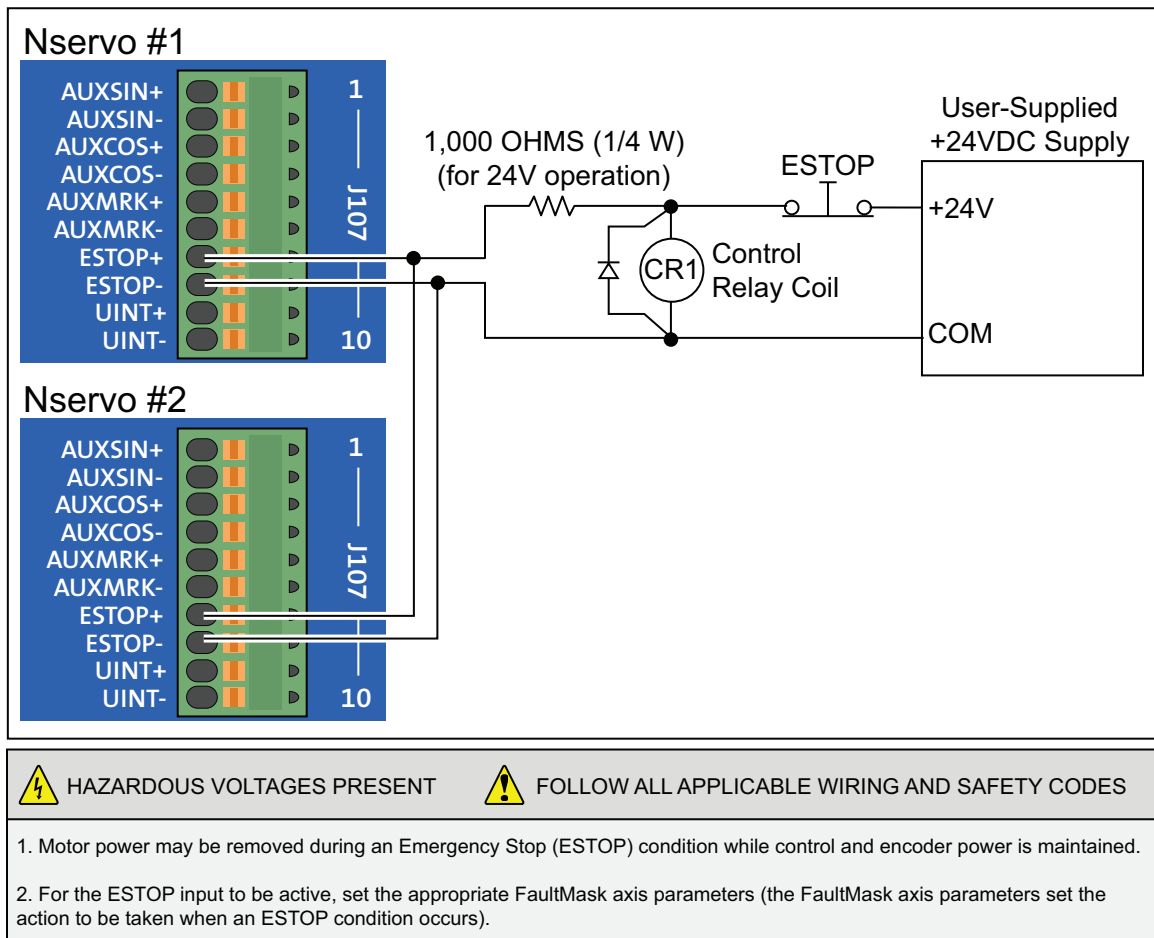 Nservo #1
AUXSIN+
AUXSIN-
AUXCOS+
AUXCOS-
AUXMRK+
AUXMRK-
ESTOP+
ESTOP-
UINT+
UINT-
1
J107
10
1,000 OHMS (1/4 W)
(for 24V operation)
ESTOP
CR1
Control
Relay Coil
User-Supplied
+24VDC Supply
+24V
COM
Nservo #2
AUXSIN+
AUXSIN-
AUXCOS+
AUXCOS-
AUXMRK+
AUXMRK-
ESTOP+
ESTOP-
UINT+
UINT-
1
J107
10
HAZARDOUS VOLTAGES PRESENT
FOLLOW ALL APPLICABLE WIRING AND SAFETY CODES
1. Motor power may be removed during an Emergency Stop (ESTOP) condition while control and encoder power is maintained.
2. For the ESTOP input to be active, set the appropriate FaultMask axis parameters (the FaultMask axis parameters set the
action to be taken when an ESTOP condition occurs).